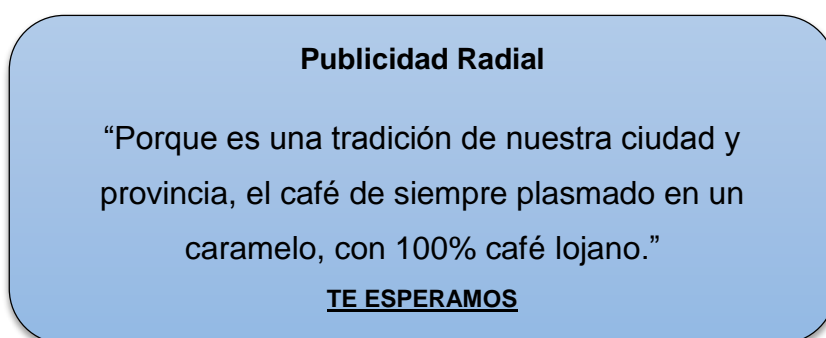 Publicidad Radial
“Porque es una tradición de nuestra ciudad y
provincia, el café de siempre plasmado en un
caramelo, con 100% café lojano.”
TE ESPERAMOS